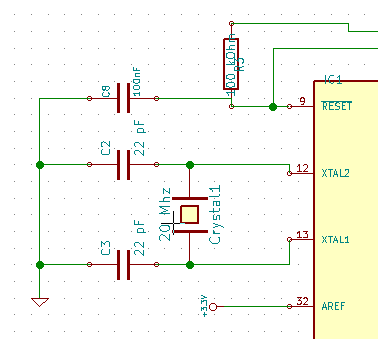 100 kOhm
R3
IC1
C8
100nF
9
RESET
C2
22 pF
12
XTAL2
20 Mhz
Crystal1
C3
22 pF
13
XTAL1
+3.3V
32
AREF